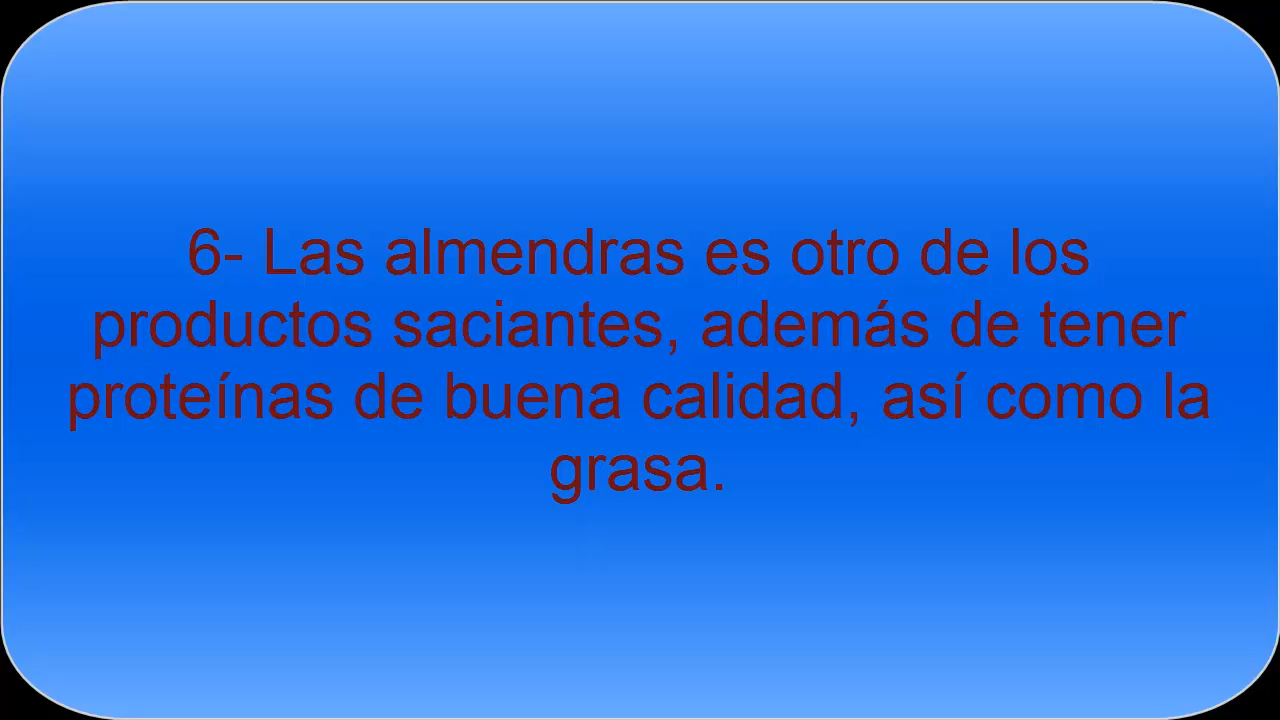 6- Las almendras es otro de los
productos saciantes, además de tener
proteínas de buena calidad, así como la
grasa.